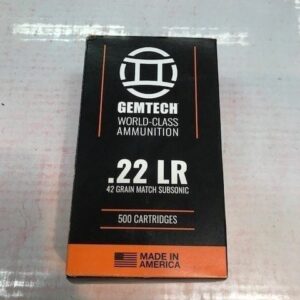 GEMTECH
WORLD-CLASS
AMMUNITION
.22 LR
42 GRAIN MATCH SUBSONIC
500 CARTRIDGES
MADE IN
AMERICA